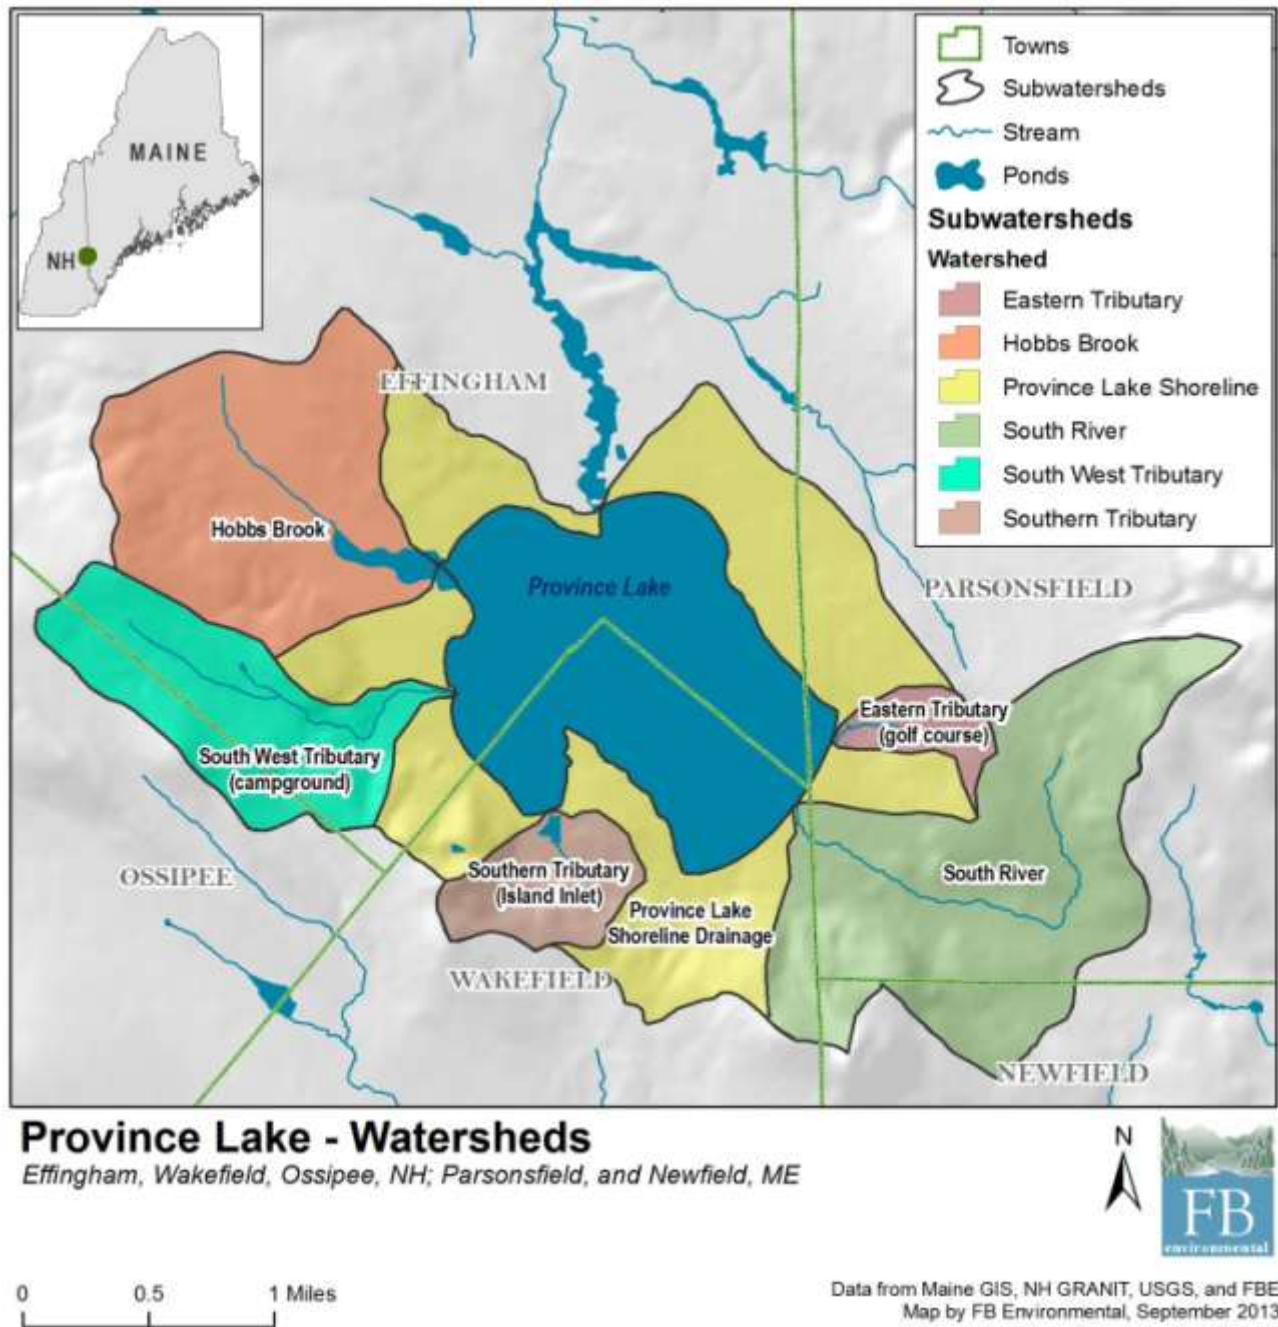 MAINE
NH
Towns
Subwatersheds
Stream
Ponds
Subwatersheds
Watershed
Eastern Tributary
Hobbs Brook
Province Lake Shoreline
South River
South West Tributary
Southern Tributary
EFFINGHAM
Hobbs Brook
Province Lake
PARSONSFIELD
Eastern Tributary
(golf course)
South West Tributary
(campground)
OSSIPEE
Southern Tributary
(Island Inlet)
South River
Province Lake
Shoreline Drainage
WAKEFIELD
NEWFIELD
Province Lake - Watersheds
Effingham, Wakefield, Ossipee, NH; Parsonsfield, and Newfield, ME
N
FB
environmental
0 0.5 1 Miles
Data from Maine GIS, NH GRANIT, USGS, and FBE
Map by FB Environmental, September 2013